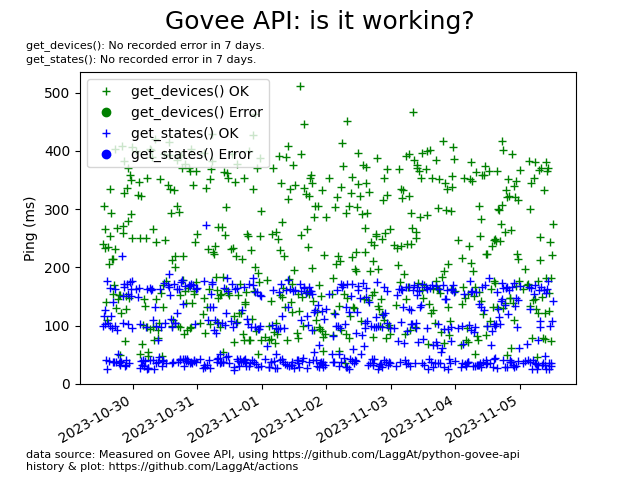 Govee API: is it working?
get_devices(): No recorded error in 7 days.
get_states(): No recorded error in 7 days.
get_devices() OK
get_devices() Error
get_states() OK
get_states() Error
Ping (ms)
500
400
300
200
100
0
2023-10-30
2023-10-31
2023-11-01
2023-11-02
2023-11-03
2023-11-04
2023-11-05
data source: Measured on Govee API, using https://github.com/LaggAt/python-govee-api
history & plot: https://github.com/LaggAt/actions